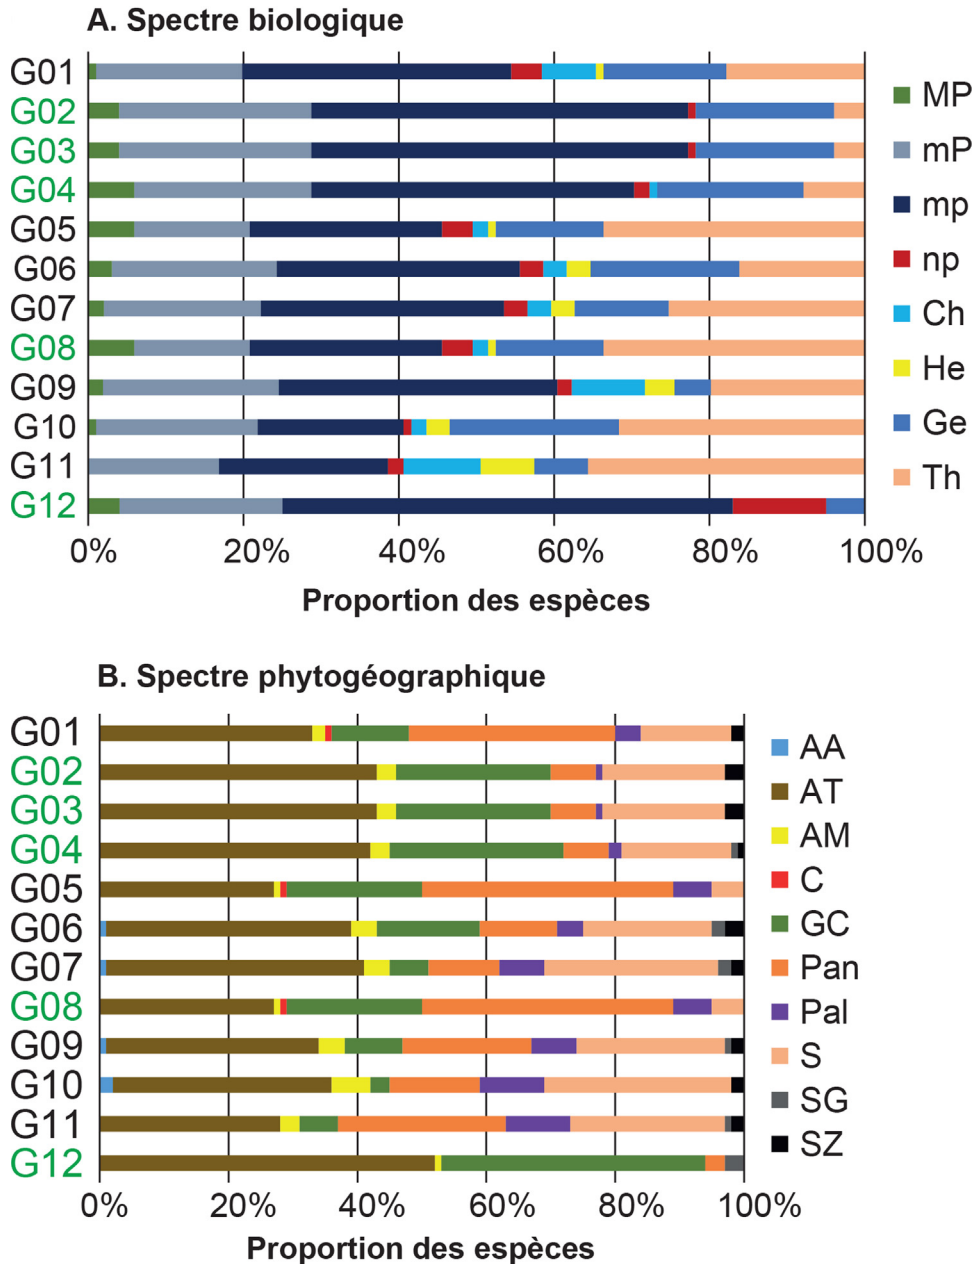 A. Spectre biologique
G01
G02
G03
G04
G05
G06
G07
G08
G09
G10
G11
G12
0% 20% 40% 60% 80% 100%
Proportion des espèces
MP
mP
mp
np
Ch
He
Ge
Th
B. Spectre phytogéographique
G01
G02
G03
G04
G05
G06
G07
G08
G09
G10
G11
G12
0% 20% 40% 60% 80% 100%
Proportion des espèces
AA
AT
AM
C
GC
Pan
Pal
S
SG
SZ